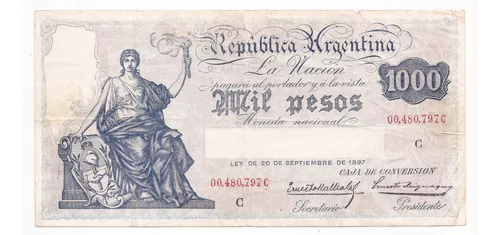 República Argentina
La Nación
pagará al portador y á la vista
1000
Mil pesos
Moneda nacional
00,480,797 C
C
LEY DE 20 DE SEPTIEMBRE DE 1897
00,480,797 C
CAJA DE CONVERSION
C
Secretario
Presidente